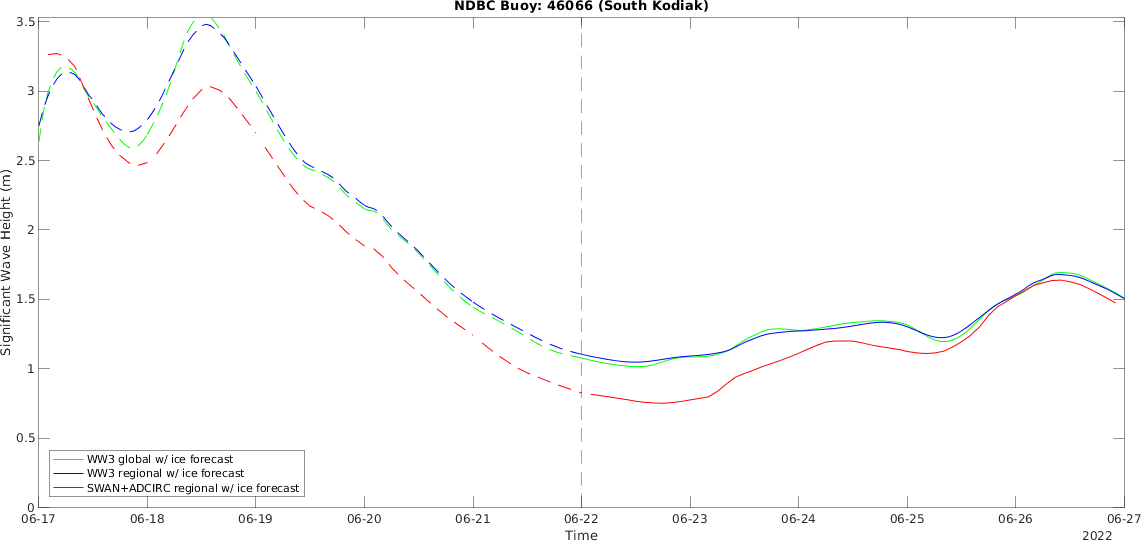 NDBC Buoy: 46066 (South Kodiak)
3.5
3
2.5
2
1.5
1
0.5
0
Significant Wave Height (m)
WW3 global w/ ice forecast
WW3 regional w/ ice forecast
SWAN+ADCIRC regional w/ ice forecast
06-17 06-18 06-19 06-20 06-21 06-22 06-23 06-24 06-25 06-26 06-27
Time
2022